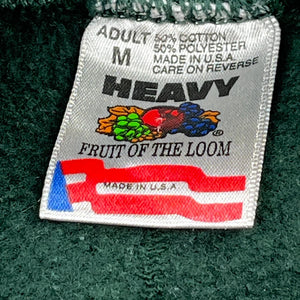 ADULT 50% COTTON
M 50% POLYESTER
MADE IN U.S.A.
CARE ON REVERSE
HEAVY
®
FRUIT OF THE LOOM
MADE IN U.S.A.